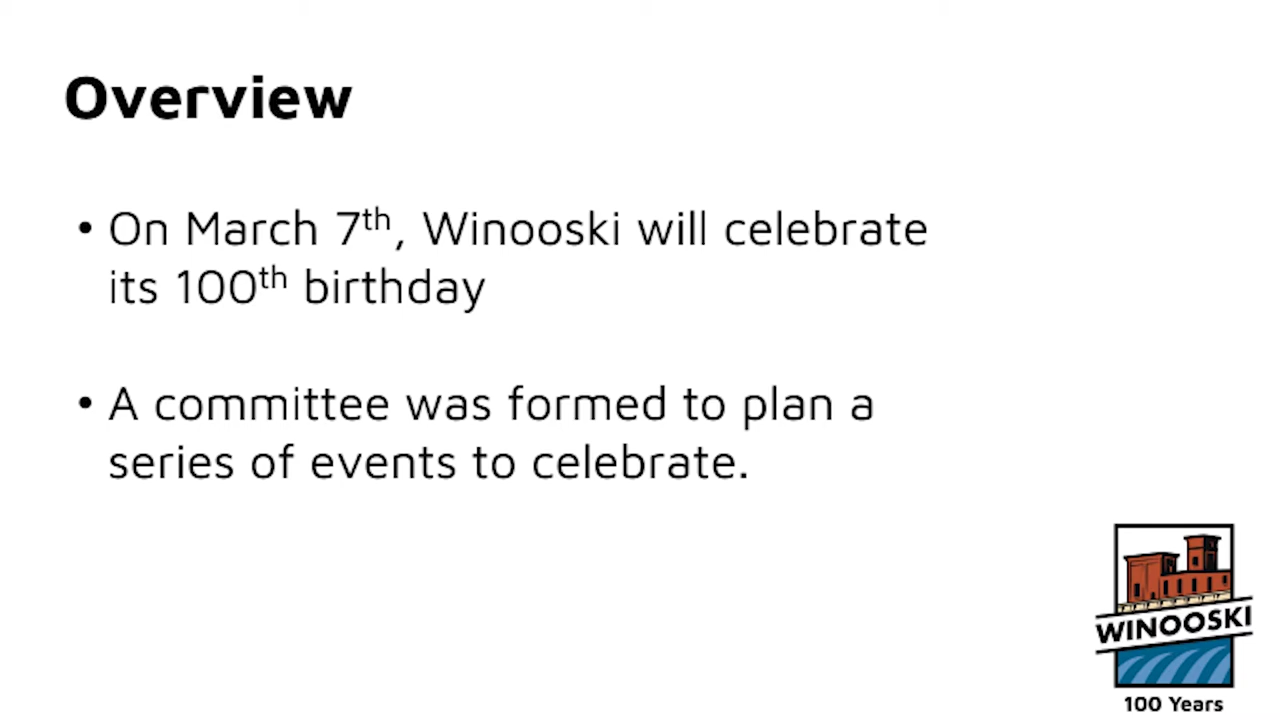 Overview
• On March 7th, Winooski will celebrate
its 100th birthday
• A committee was formed to plan a
series of events to celebrate.
WINOOSKI
100 Years